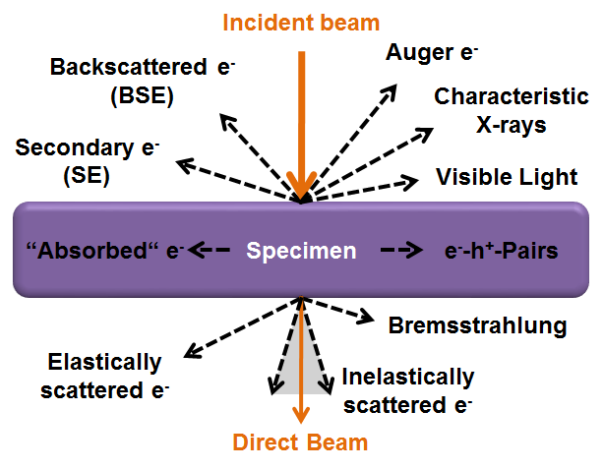 Incident beam
Backscattered e-
(BSE)
Auger e-
Characteristic
X-rays
Secondary e-
(SE)
Visible Light
“Absorbed“ e-
Specimen
e--h+-Pairs
Bremsstrahlung
Elastically
scattered e-
Inelastically
scattered e-
Direct Beam